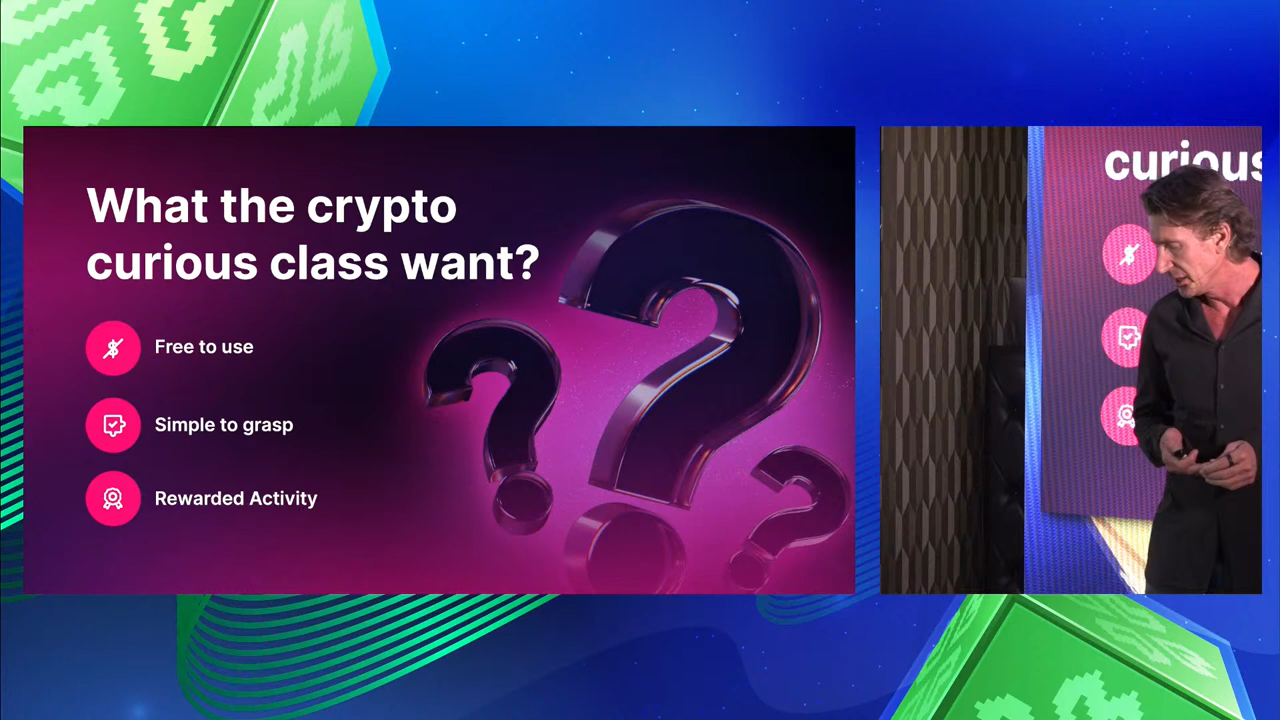 What the crypto
curious class want?
Free to use
Simple to grasp
Rewarded Activity
curious